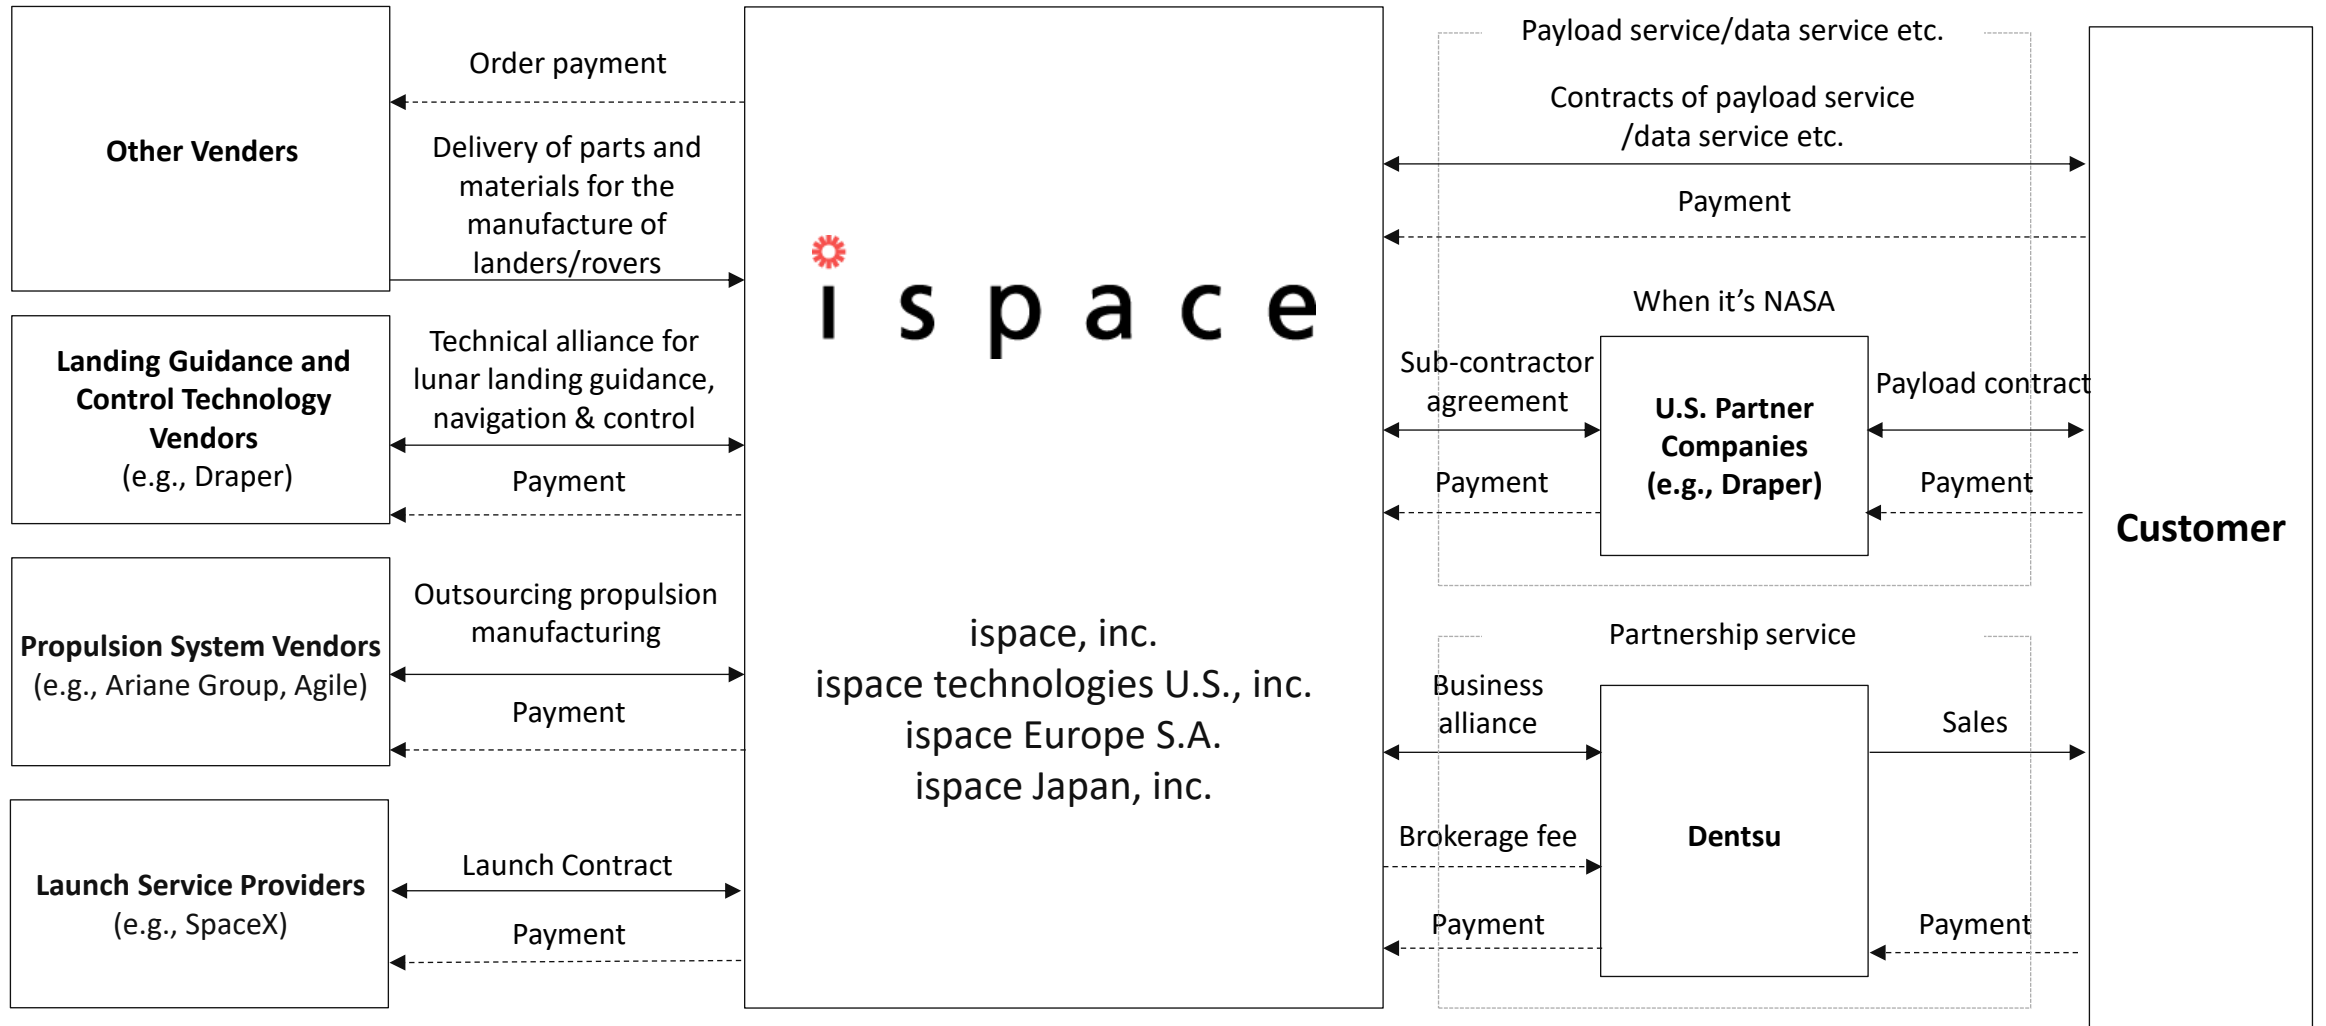 Other Venders
Order payment
Delivery of parts and
materials for the
manufacture of
landers/rovers
Landing Guidance and
Control Technology
Vendors
(e.g., Draper)
Technical alliance for
lunar landing guidance,
navigation & control
Payment
Propulsion System Vendors
(e.g., Ariane Group, Agile)
Outsourcing propulsion
manufacturing
Payment
Launch Service Providers
(e.g., SpaceX)
Launch Contract
Payment
ispace
ispace, inc.
ispace technologies U.S., inc.
ispace Europe S.A.
ispace Japan, inc.
Payload service/data service etc.
Contracts of payload service
/data service etc.
Payment
When it’s NASA
Sub-contractor
agreement
Payment
U.S. Partner
Companies
(e.g., Draper)
Payload contract
Payment
Partnership service
Business
alliance
Brokerage fee
Payment
Dentsu
Sales
Payment
Customer